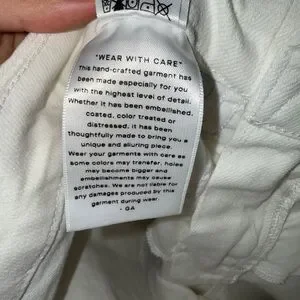 "WEAR WITH CARE"
This hand-crafted garment has
been made especially for you
with the highest level of detail.
Whether it has been embellished,
coated, color treated or
distressed, it has been
thoughtfully made to bring you a
unique and alluring piece.
Wear your garments with care as
some colors may transfer, holes
may become bigger and
embellishments may cause
scratches. We are not liable for
any damages produced by this
garment during wear.
- GA